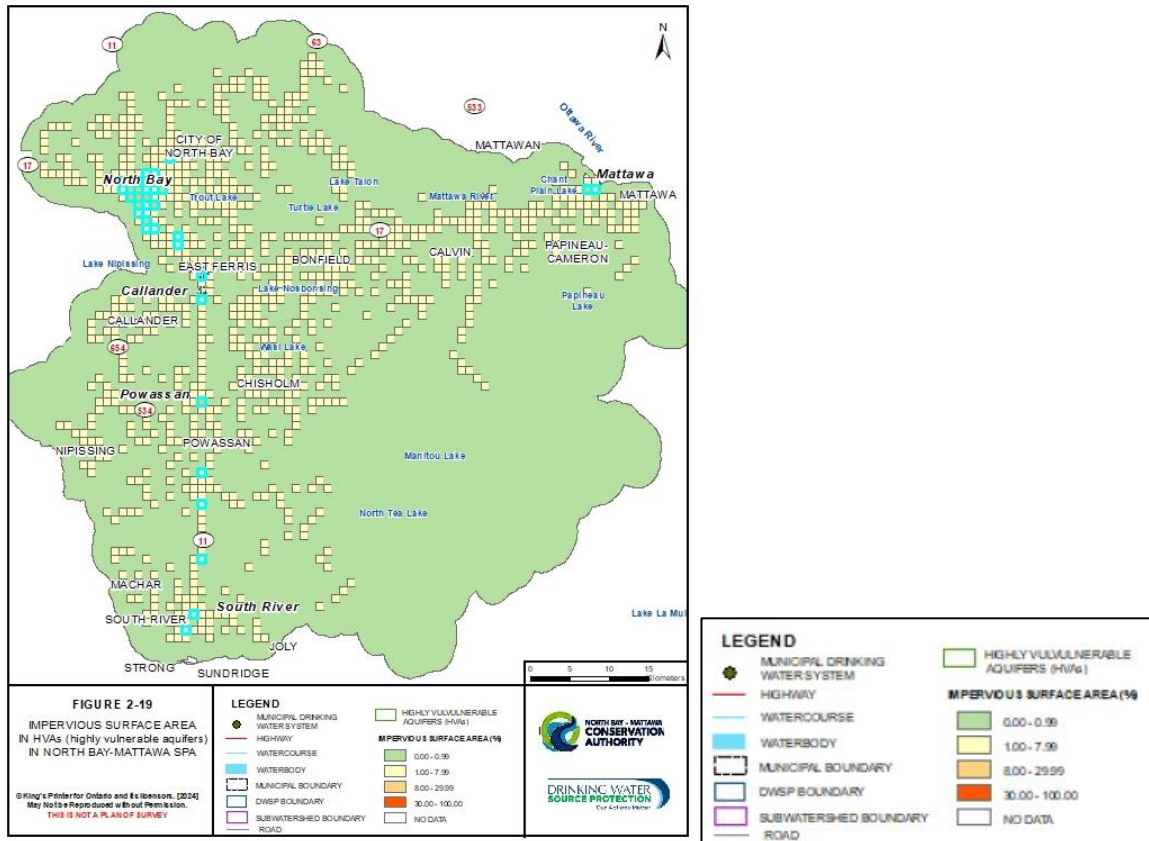 11
63
N
533
Ottawa River
MATTAWAN
CITY OF
NORTH BAY
17
North Bay
Mattawa
Chant
Plain Lake
MATTAWA
Lake Talon
Trout Lake
Turtle Lake
Mattawa River
17
Lake Nipissing
EAST FERRIS
BONFIELD
CALVIN
PAPINEAU-
CAMERON
Callander
Lake Nosbonsing
Papineau
Lake
CALLANDER
654
Wasi Lake
CHISHOLM
Powassan
534
NIPISSING
POWASSAN
Manitou Lake
North Tea Lake
11
MACHAR
South River
SOUTH RIVER
Lake La Mul
JOLY
STRONG
SUNDRIDGE
0 5 10 15
Kilometers
FIGURE 2-19
IMPERVIOUS SURFACE AREA
IN HVAs (highly vulnerable aquifers)
IN NORTH BAY-MATTAWA SPA
©King's Printer for Ontario and its licensors. [2024]
May Not be Reproduced without Permission.
THIS IS NOT A PLAN OF SURVEY
LEGEND
MUNICIPAL DRINKING
WATER SYSTEM
HIGHWAY
WATERCOURSE
WATERBODY
MUNICIPAL BOUNDARY
DWSP BOUNDARY
SUBWATERSHED BOUNDARY
ROAD
HIGHLY VULVULNERABLE
AQUIFERS (HVAs)
IMPERVIOUS SURFACE AREA (%)
0.00 - 0.99
1.00 - 7.99
8.00 - 29.99
30.00 - 100.00
NO DATA
NORTH BAY - MATTAWA
CONSERVATION
AUTHORITY
DRINKING WATER
SOURCE PROTECTION
Our Actions Matter
LEGEND
MUNICIPAL DRINKING
WATER SYSTEM
HIGHWAY
WATERCOURSE
WATERBODY
MUNICIPAL BOUNDARY
DWSP BOUNDARY
SUBWATERSHED BOUNDARY
ROAD
HIGHLY VULVULNERABLE
AQUIFERS (HVAs)
IMPERVIOUS SURFACE AREA (%)
0.00 - 0.99
1.00 - 7.99
8.00 - 29.99
30.00 - 100.00
NO DATA